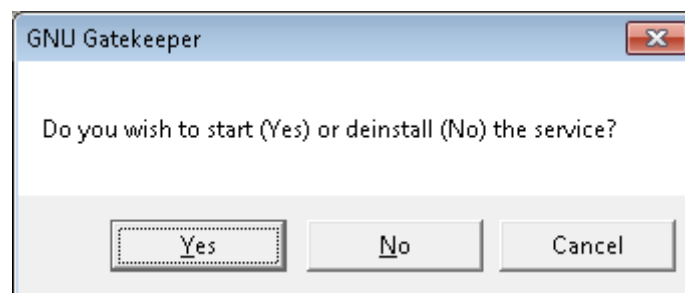 GNU Gatekeeper
Do you wish to start (Yes) or deinstall (No) the service?
Yes
No
Cancel